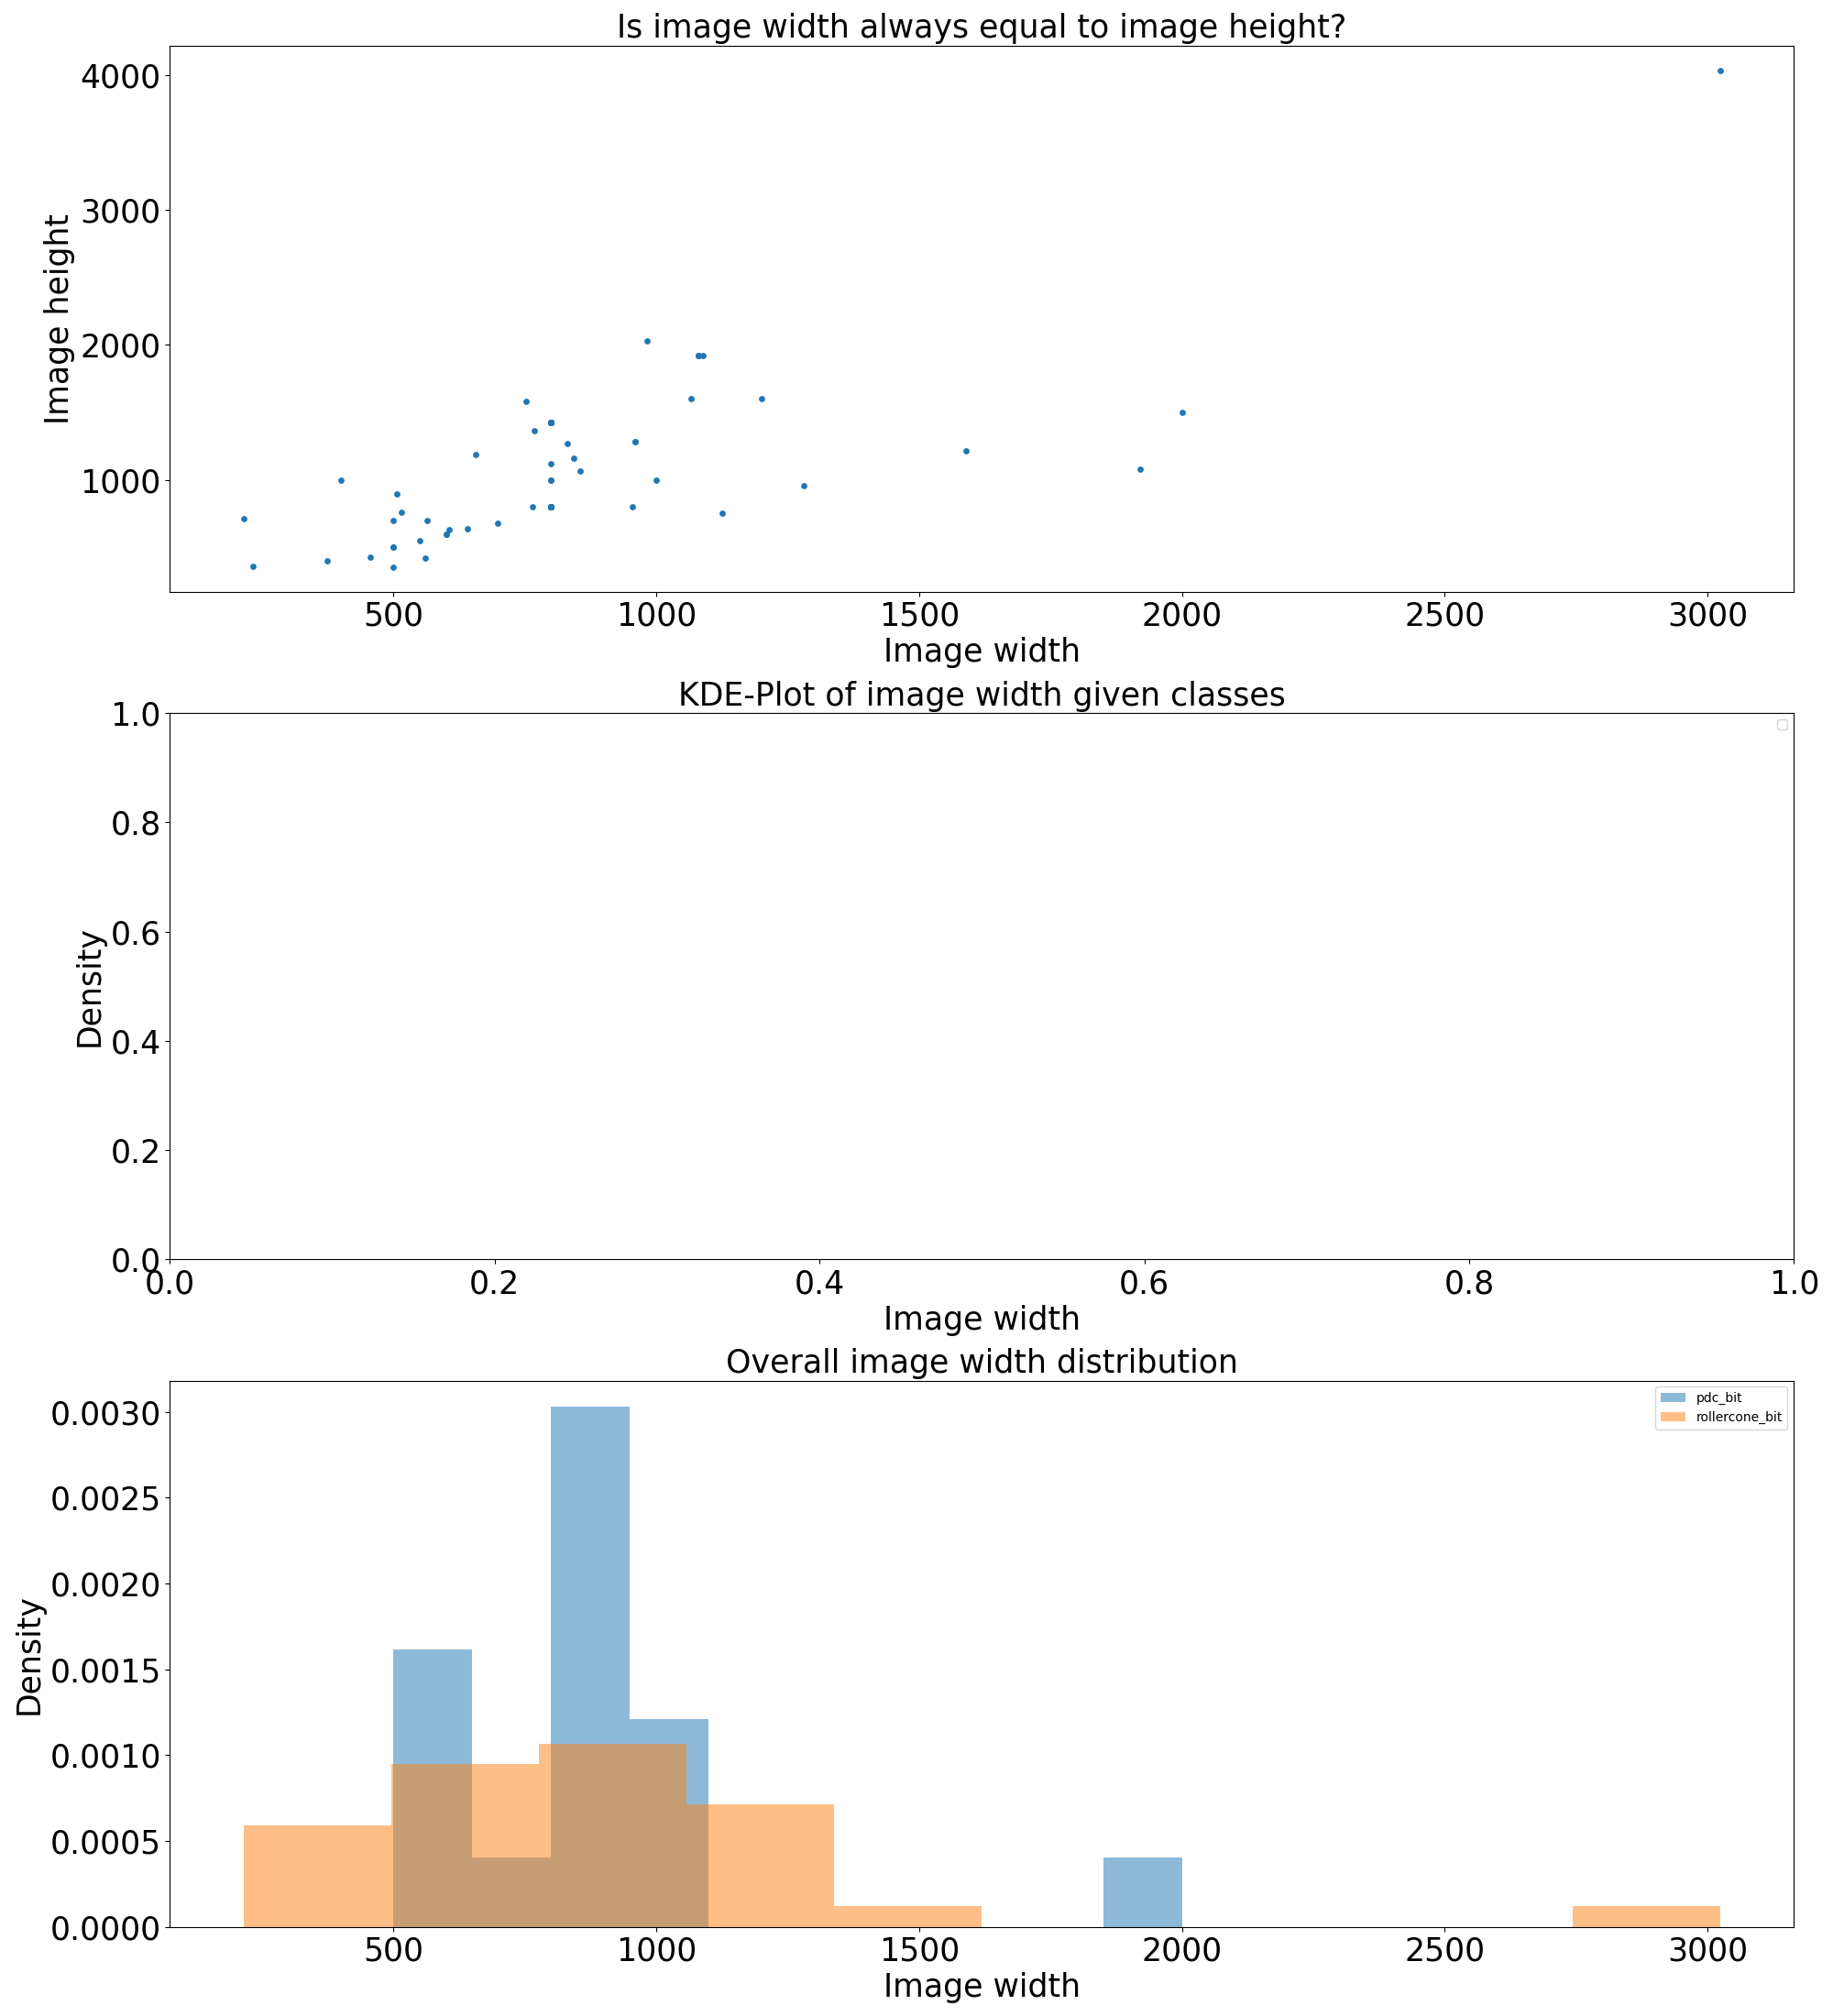 Is image width always equal to image height?
4000
3000
2000
1000
Image height
500 1000 1500 2000 2500 3000
Image width
KDE-Plot of image width given classes
1.0
0.8
0.6
0.4
0.2
0.0
Density
0.0 0.2 0.4 0.6 0.8 1.0
Image width
Overall image width distribution
pdc_bit
rollercone_bit
0.0030
0.0025
0.0020
0.0015
0.0010
0.0005
0.0000
Density
500 1000 1500 2000 2500 3000
Image width